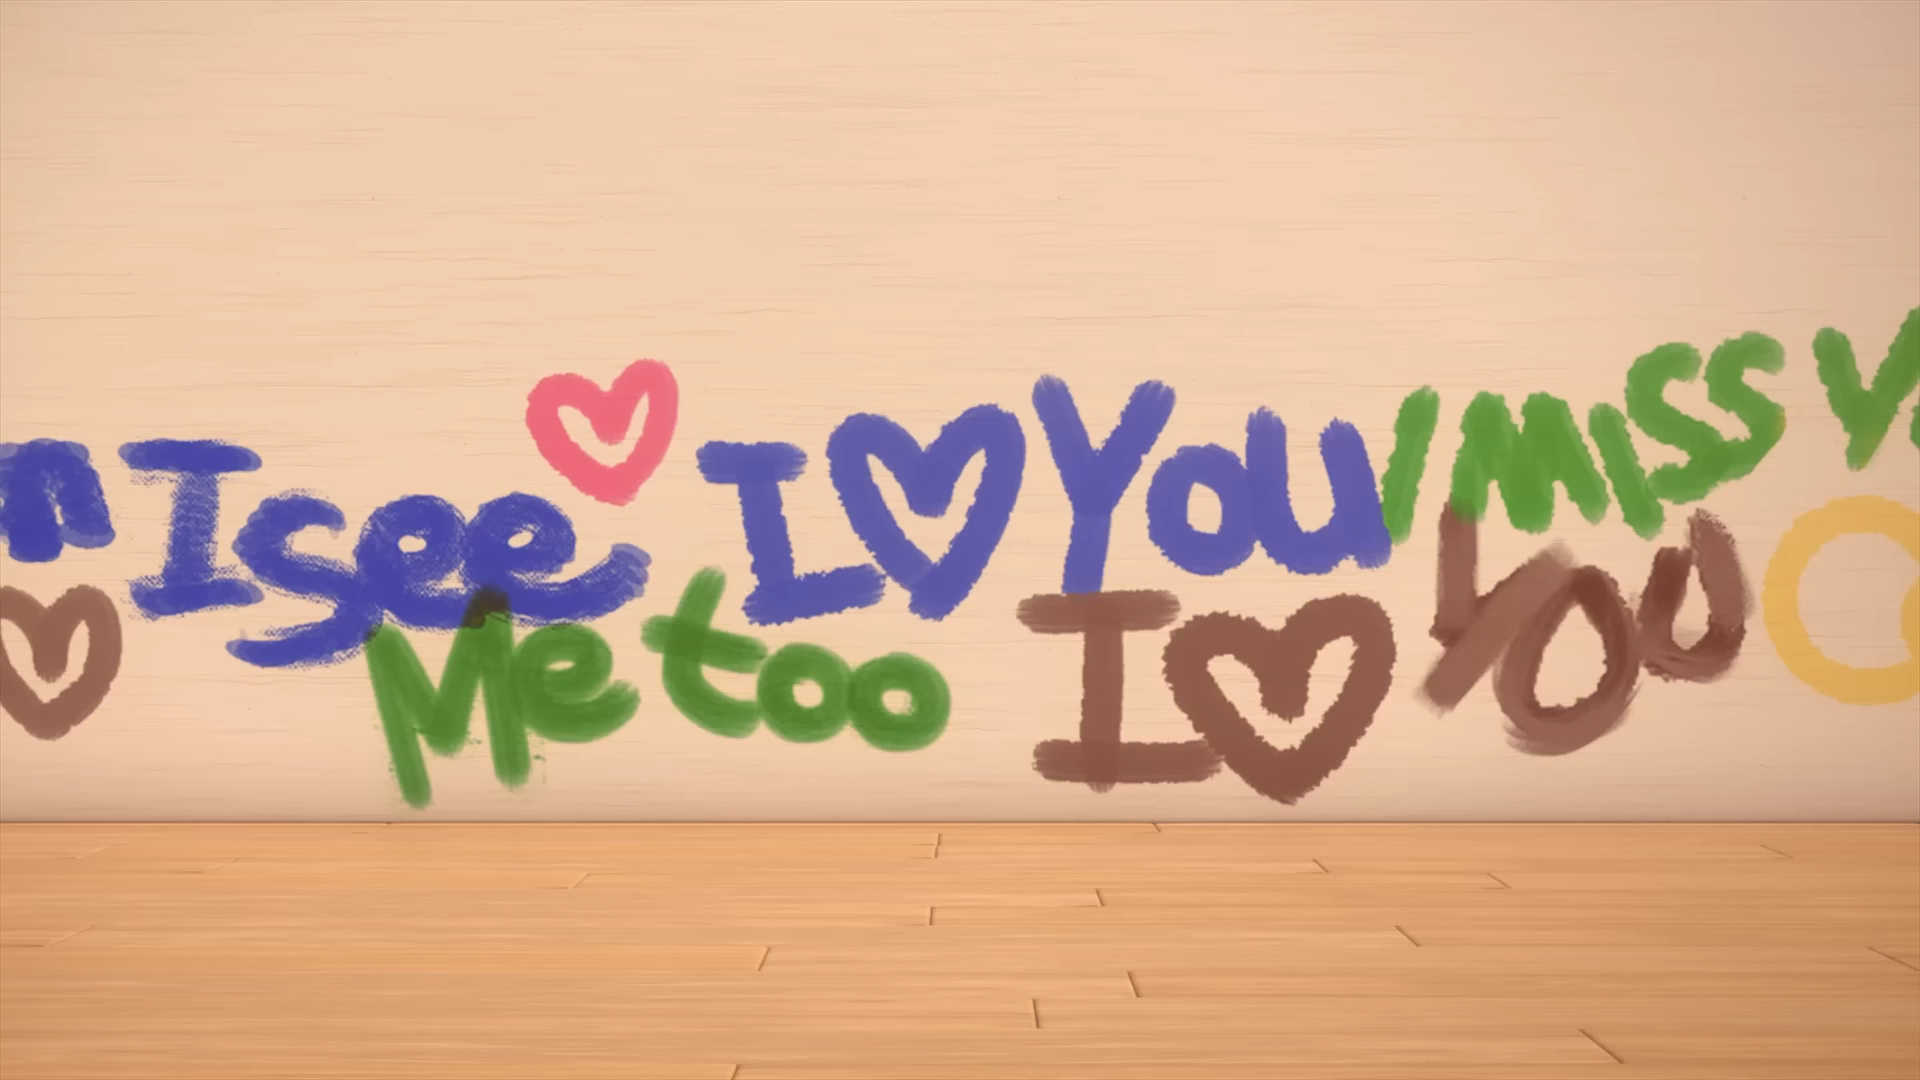 I see
I ♡ You
I MISS
Me too
I ♡ you